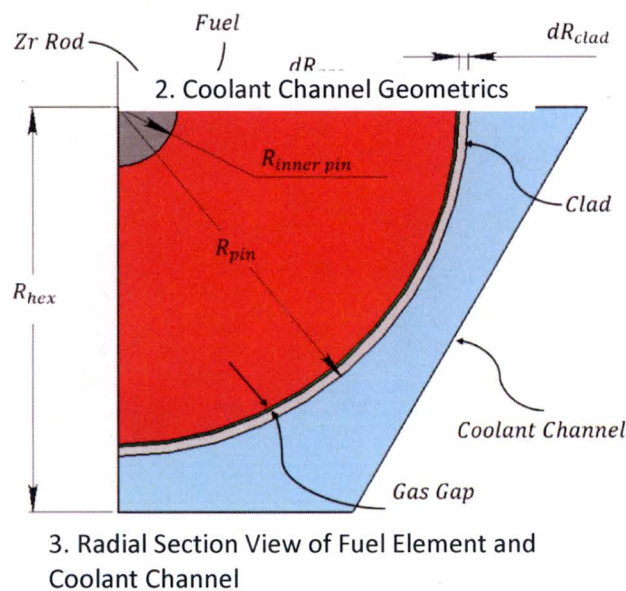 Fuel
Zr Rod
dR_clad
dR
2. Coolant Channel Geometrics
R_inner pin
Clad
R_pin
R_hex
Coolant Channel
Gas Gap
3. Radial Section View of Fuel Element and
Coolant Channel